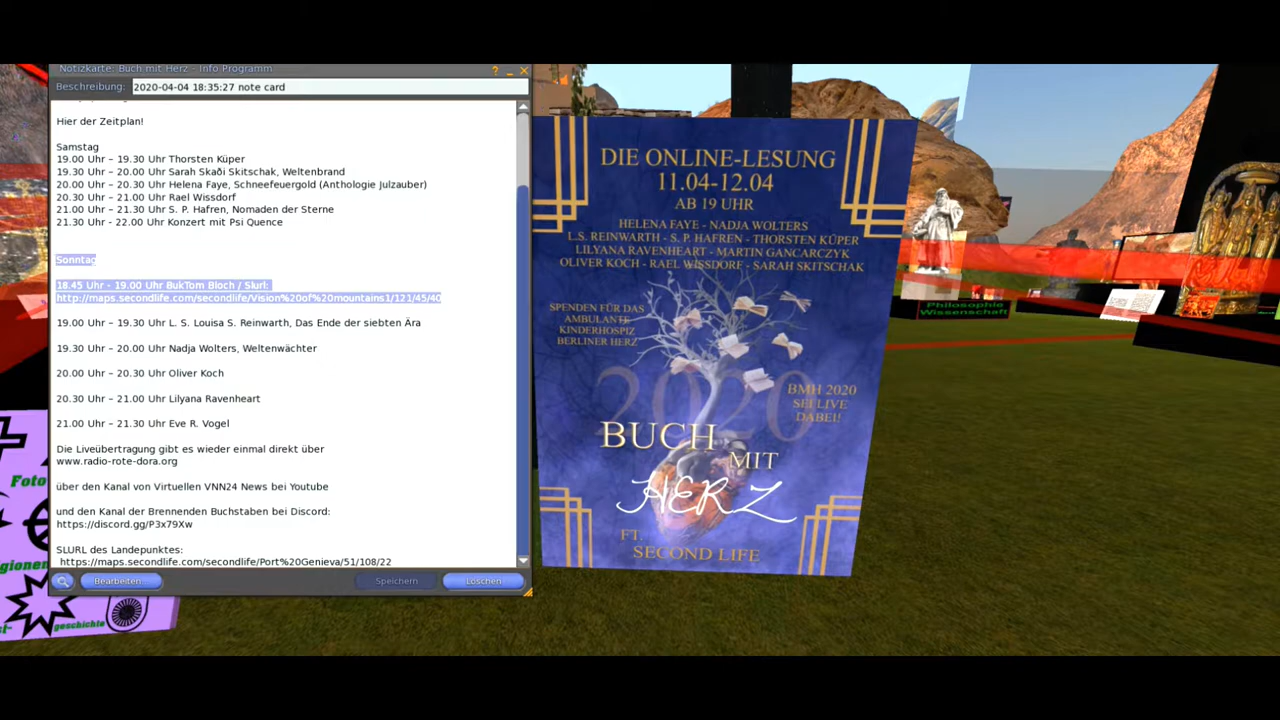 Notizkarte: Buch mit Herz - Info Programm
Beschreibung:
2020-04-04 18:35:27 note card
Hier der Zeitplan!
Samstag
19.00 Uhr – 19.30 Uhr Thorsten Küper
19.30 Uhr – 20.00 Uhr Sarah Skaði Skitschak, Weltenbrand
20.00 Uhr – 20.30 Uhr Helena Faye, Schneefeuergold (Anthologie Julzauber)
20.30 Uhr – 21.00 Uhr Rael Wissdorf
21.00 Uhr – 21.30 Uhr S. P. Hafren, Nomaden der Sterne
21.30 Uhr - 22.00 Uhr Konzert mit Psi Quence
Sonntag
18.45 Uhr - 19.00 Uhr BukTom Bloch / Slurl:
http://maps.secondlife.com/secondlife/Vision%20of%20mountains1/121/45/40
19.00 Uhr – 19.30 Uhr L. S. Louisa S. Reinwarth, Das Ende der siebten Ära
19.30 Uhr – 20.00 Uhr Nadja Wolters, Weltenwächter
20.00 Uhr – 20.30 Uhr Oliver Koch
20.30 Uhr – 21.00 Uhr Lilyana Ravenheart
21.00 Uhr – 21.30 Uhr Eve R. Vogel
Die Liveübertragung gibt es wieder einmal direkt über
www.radio-rote-dora.org
über den Kanal von Virtuellen VNN24 News bei Youtube
und den Kanal der Brennenden Buchstaben bei Discord:
https://discord.gg/P3x79Xw
SLURL des Landepunktes:
https://maps.secondlife.com/secondlife/Port%20Genieva/51/108/22
Bearbeiten
Speichern
Löschen
DIE ONLINE-LESUNG
11.04-12.04
AB 19 UHR
HELENA FAYE - NADJA WOLTERS
L.S. REINWARTH - S. P. HAFREN - THORSTEN KÜPER
LILYANA RAVENHEART - MARTIN GANCARCZYK
OLIVER KOCH - RAEL WISSDORF - SARAH SKITSCHAK
SPENDEN FÜR DAS
AMBULANTE
KINDERHOSPIZ
BERLINER HERZ
2020
BMH 2020
SEI LIVE
DABEI!
BUCH
MIT
HERZ
FT.
SECOND LIFE
Philosophie
Wissenschaft
Foto
gionen
st-
geschichte